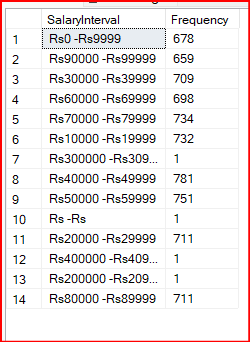 SalaryInterval Frequency
1 Rs0 -Rs9999 678
2 Rs90000 -Rs99999 659
3 Rs30000 -Rs39999 709
4 Rs60000 -Rs69999 698
5 Rs70000 -Rs79999 734
6 Rs10000 -Rs19999 732
7 Rs300000 -Rs309... 1
8 Rs40000 -Rs49999 781
9 Rs50000 -Rs59999 751
10 Rs -Rs 1
11 Rs20000 -Rs29999 711
12 Rs400000 -Rs409... 1
13 Rs200000 -Rs209... 1
14 Rs80000 -Rs89999 711